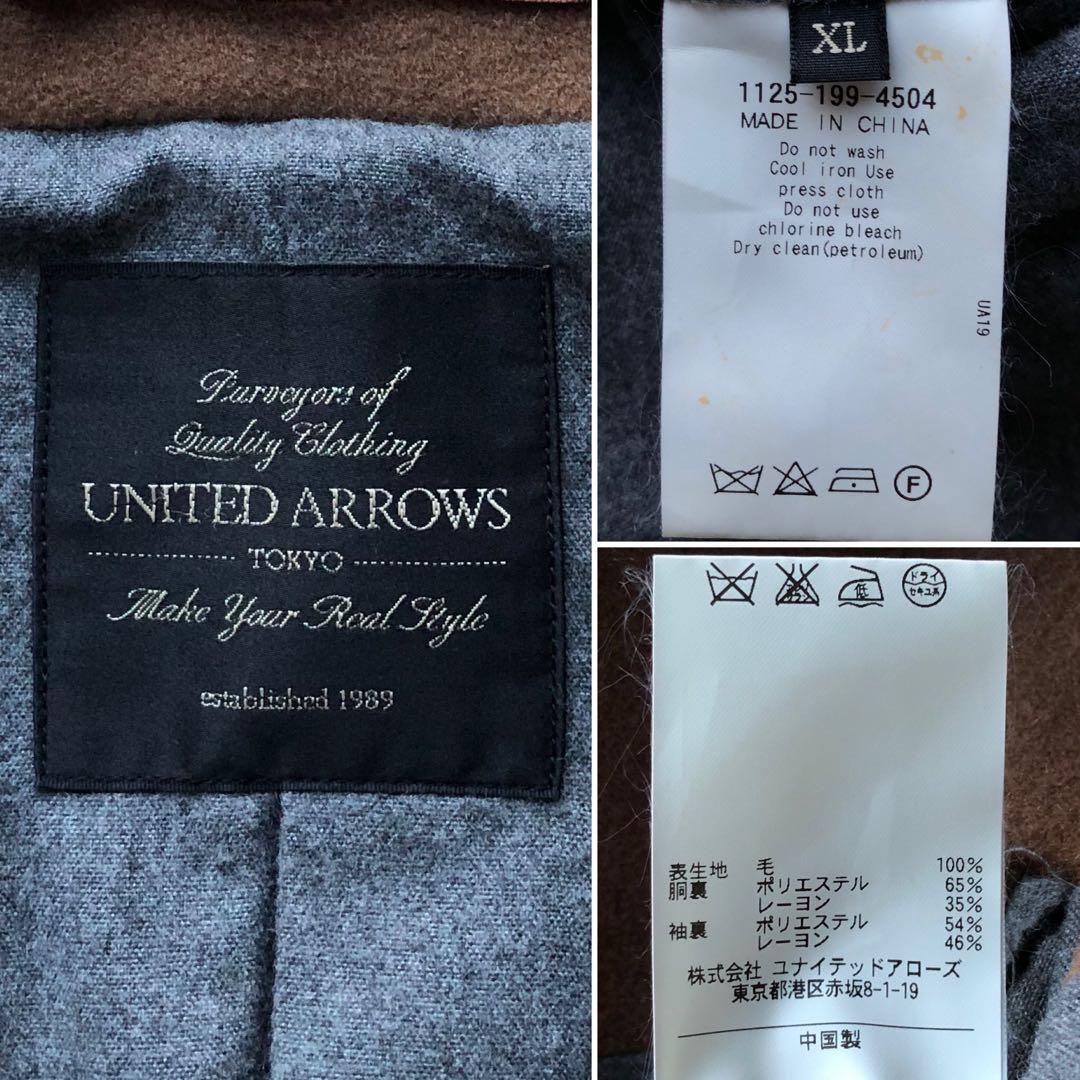 Purveyors of
Quality Clothing
UNITED ARROWS
TOKYO
Make Your Real Style
established 1989
XL
1125-199-4504
MADE IN CHINA
Do not wash
Cool iron Use
press cloth
Do not use
chlorine bleach
Dry clean(petroleum)
UA19
F
低
ドライ
セキユ系
表生地 毛 100%
胴裏 ポリエステル 65%
レーヨン 35%
袖裏 ポリエステル 54%
レーヨン 46%
株式会社 ユナイテッドアローズ
東京都港区赤坂8-1-19
中国製